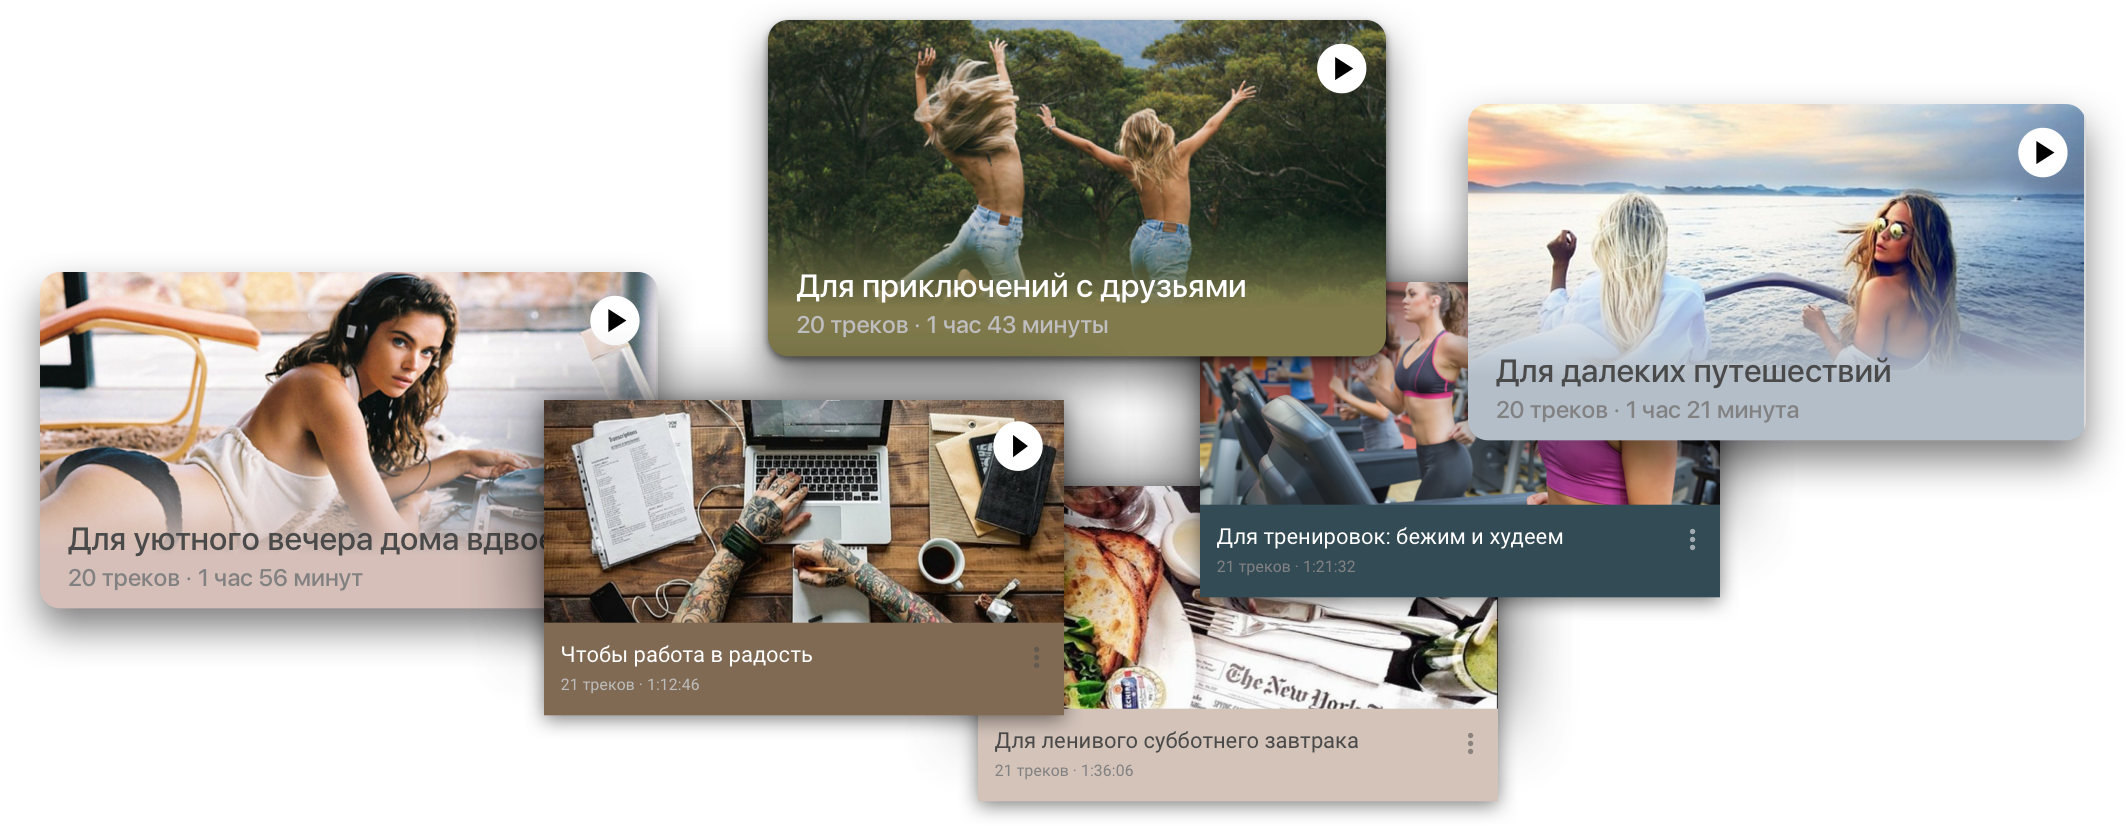 Для приключений с друзьями
20 треков · 1 час 43 минуты
Для далеких путешествий
20 треков · 1 час 21 минута
Для уютного вечера дома вдвое
20 треков · 1 час 56 минут
Для тренировок: бежим и худеем
21 треков · 1:21:32
Чтобы работа в радость
21 треков · 1:12:46
The New York
Для ленивого субботнего завтрака
21 треков · 1:36:06